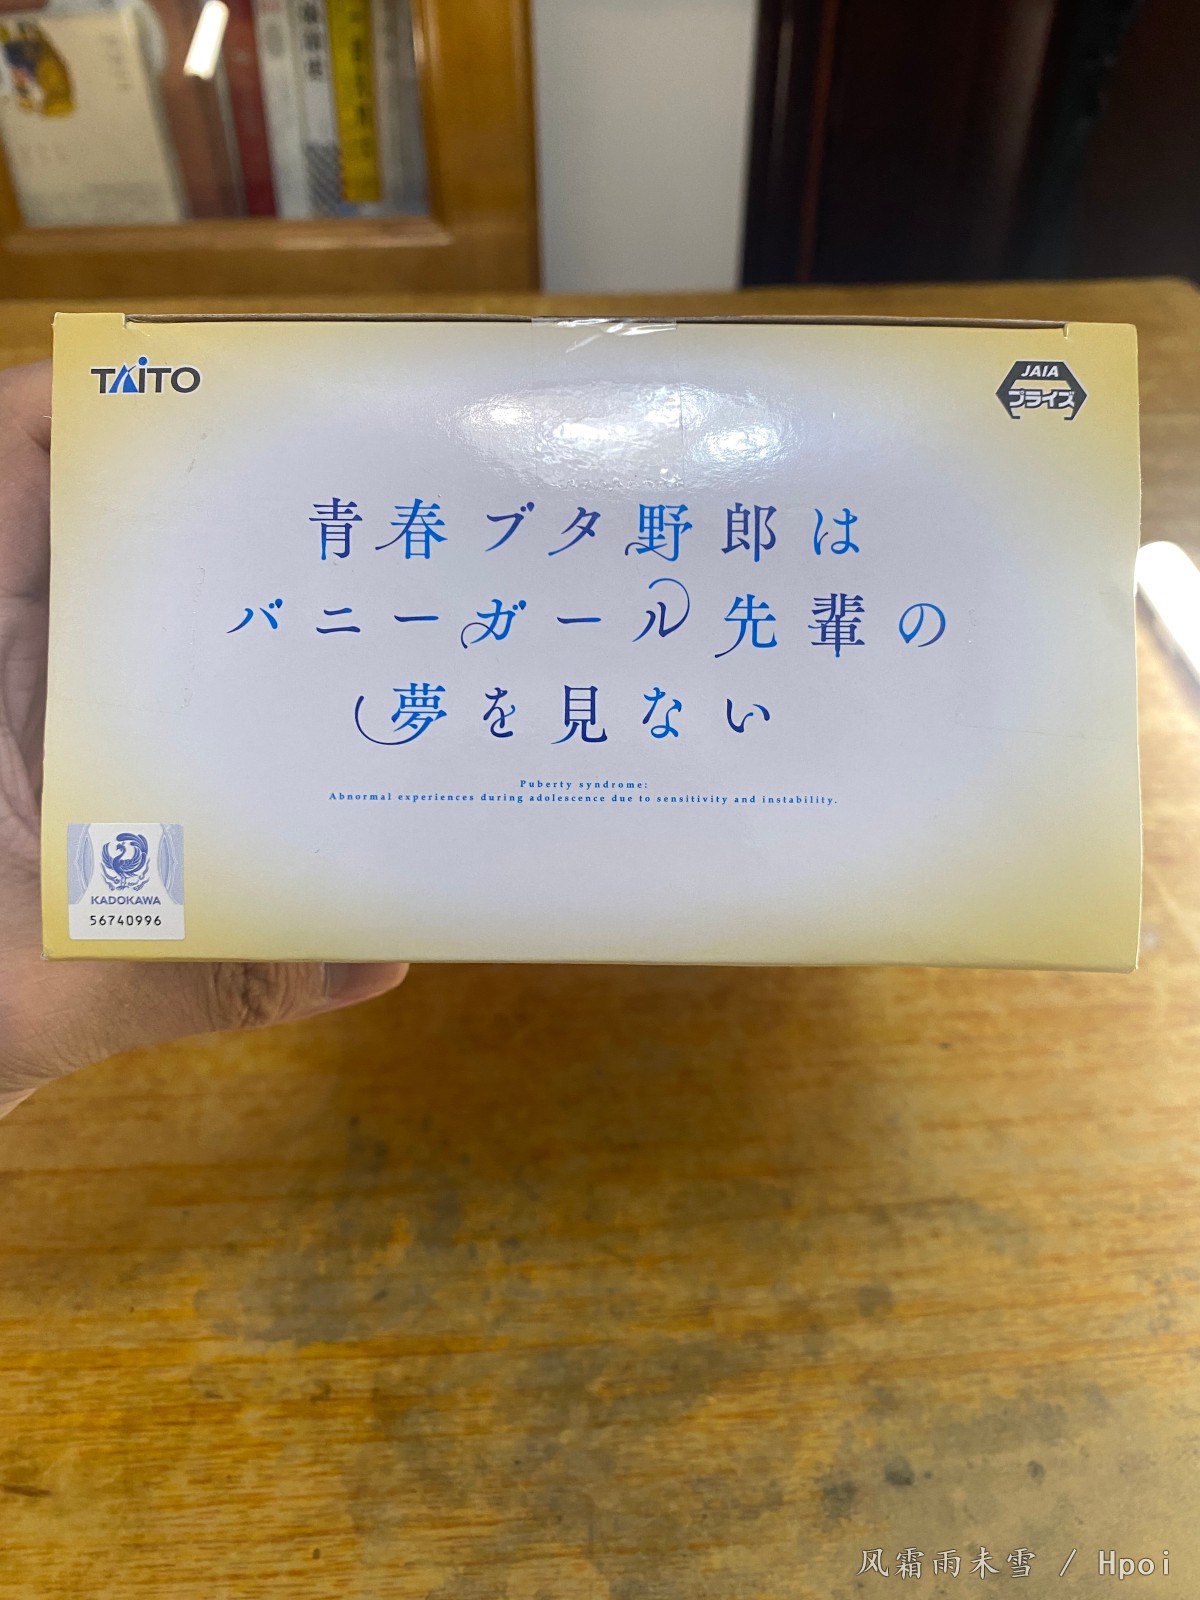 TAITO
JAIA
プライズ
青春ブタ野郎は
バニーガール先輩の
夢を見ない
Puberty syndrome:
Abnormal experiences during adolescence due to sensitivity and instability.
KADOKAWA
56740996
风霜雨未雪 / Hpoi